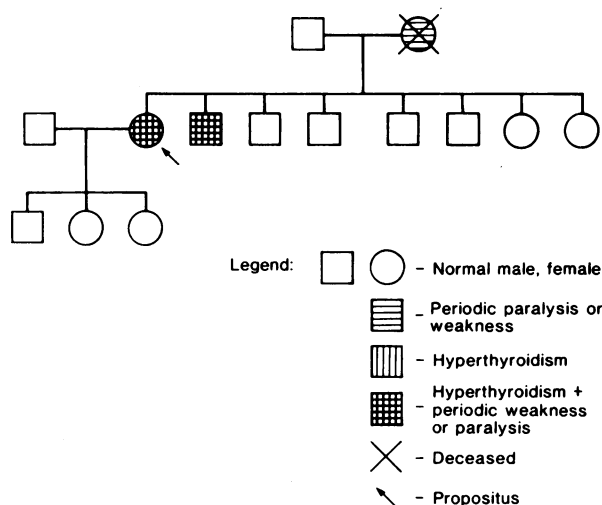 Legend:
- Normal male, female
- Periodic paralysis or
weakness
- Hyperthyroidism
- Hyperthyroidism +
periodic weakness
or paralysis
- Deceased
- Propositus